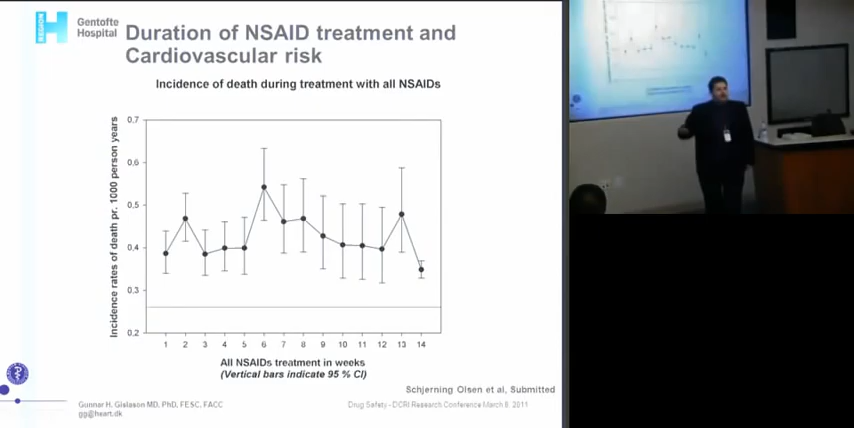 REGION
H
Gentofte
Hospital
Duration of NSAID treatment and
Cardiovascular risk
Incidence of death during treatment with all NSAIDs
Incidence rates of death pr. 1000 person years
0,7
0,6
0,5
0,4
0,3
0,2
1 2 3 4 5 6 7 8 9 10 11 12 13 14
All NSAIDs treatment in weeks
(Vertical bars indicate 95 % CI)
Schjerning Olsen et al, Submitted
Gunnar H. Gislason MD, PhD, FESC, FACC
gg@heart.dk
Drug Safety - DCRI Research Conference March 8, 2011